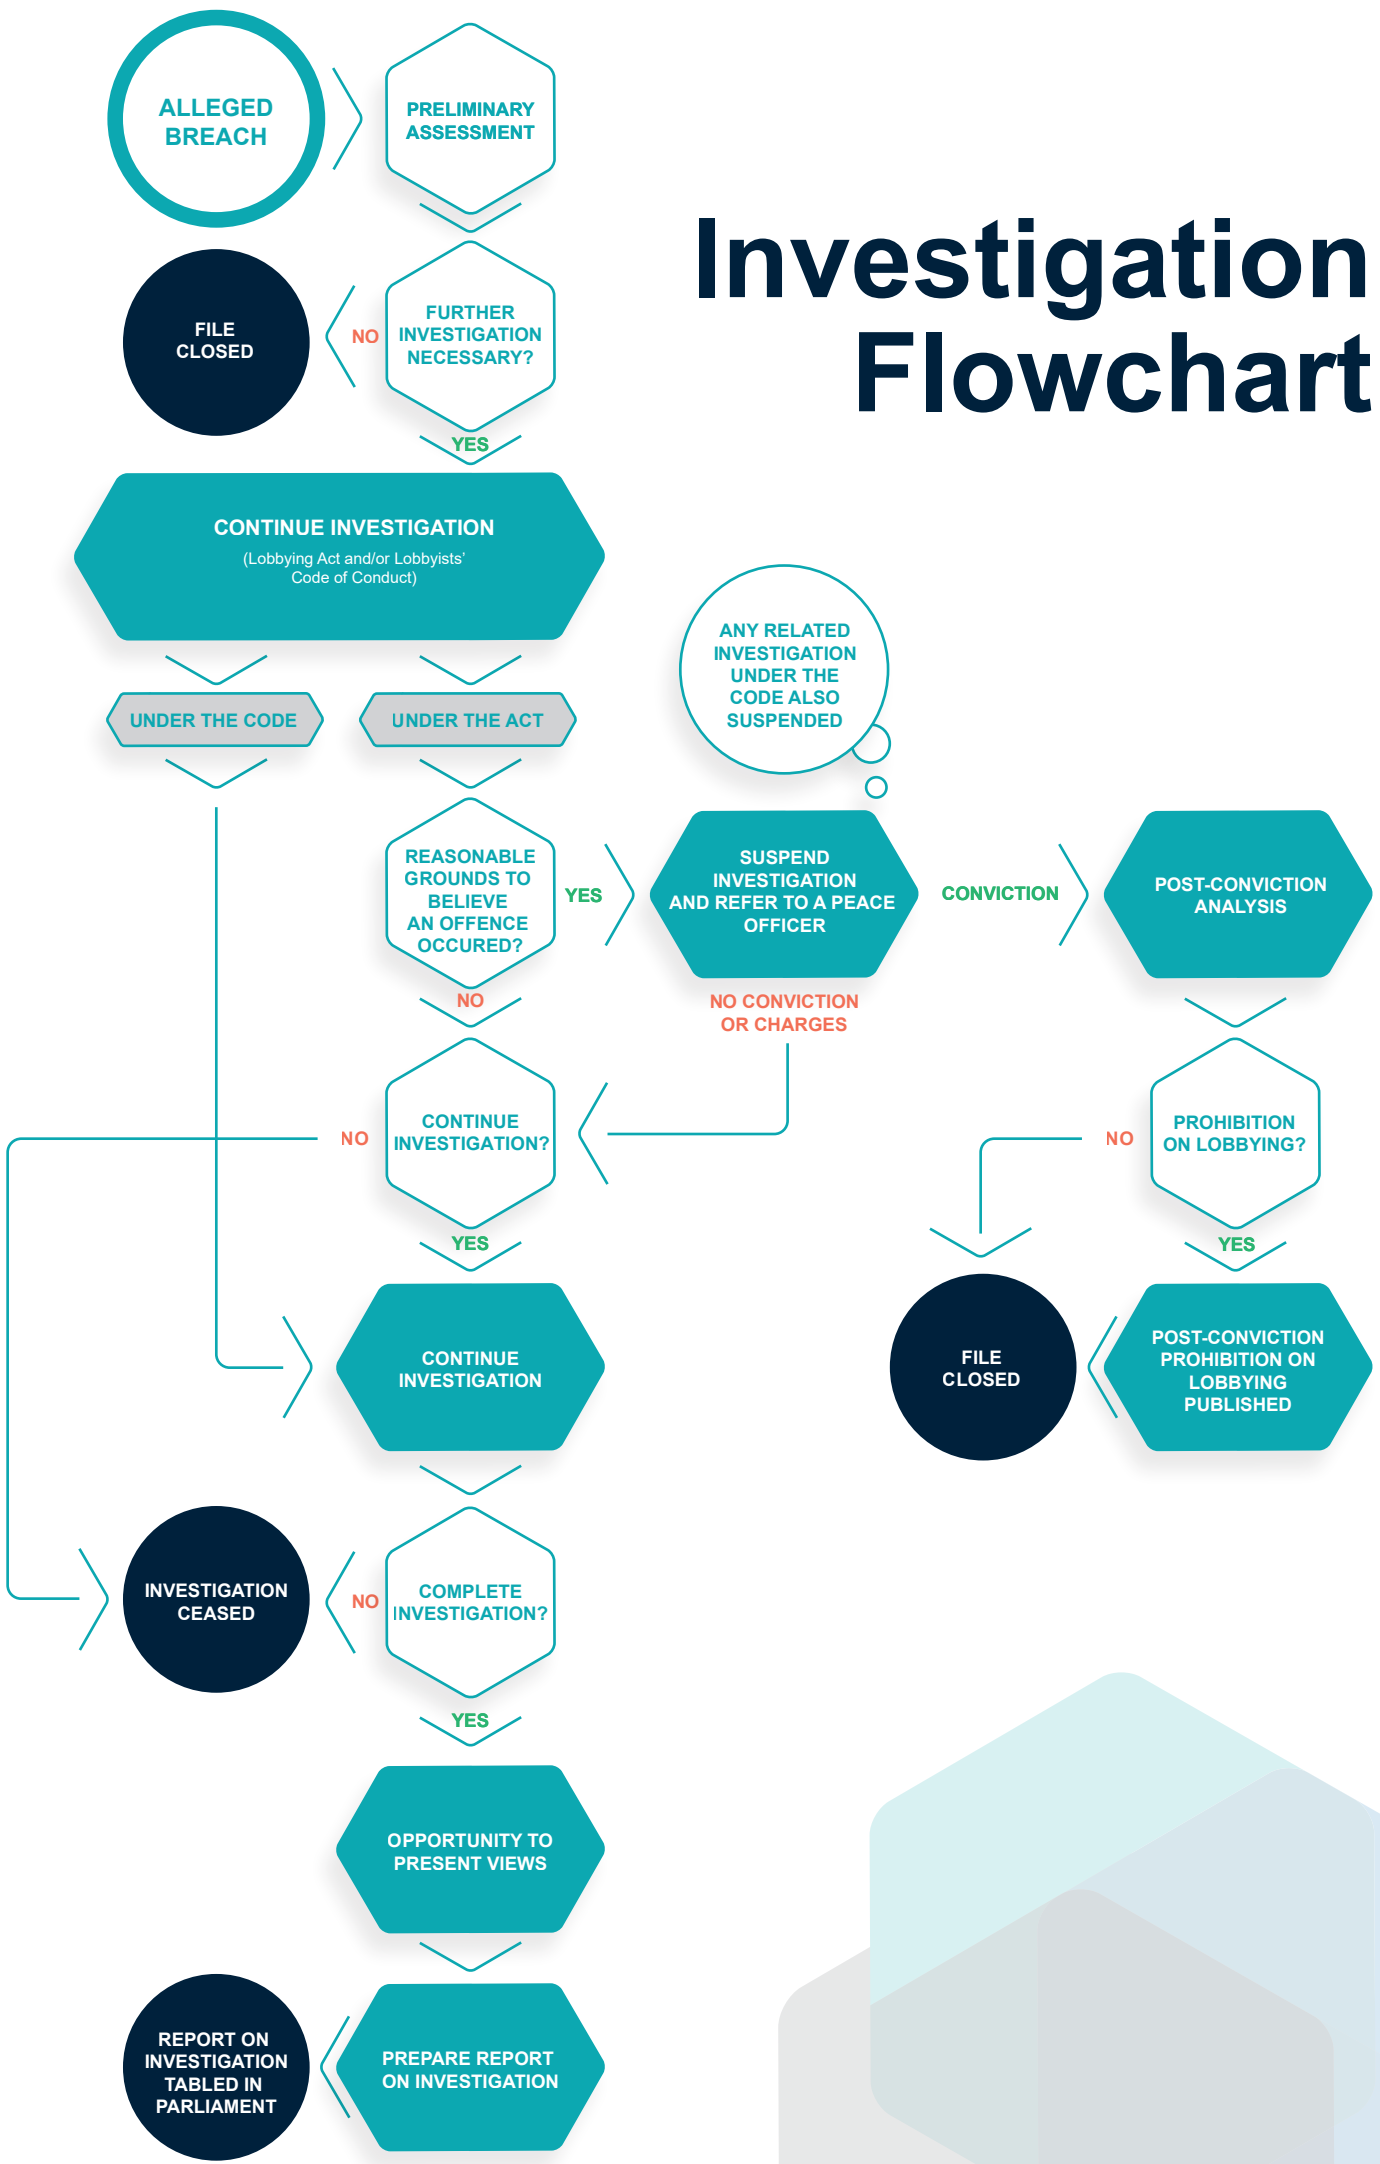 ALLEGED
BREACH
PRELIMINARY
ASSESSMENT
Investigation
Flowchart
FILE
CLOSED
NO
FURTHER
INVESTIGATION
NECESSARY?
YES
CONTINUE INVESTIGATION
(Lobbying Act and/or Lobbyists’
Code of Conduct)
UNDER THE CODE
UNDER THE ACT
ANY RELATED
INVESTIGATION
UNDER THE
CODE ALSO
SUSPENDED
REASONABLE
GROUNDS TO
BELIEVE
AN OFFENCE
OCCURED?
YES
SUSPEND
INVESTIGATION
AND REFER TO A PEACE
OFFICER
CONVICTION
POST-CONVICTION
ANALYSIS
NO
NO CONVICTION
OR CHARGES
NO
CONTINUE
INVESTIGATION?
NO
PROHIBITION
ON LOBBYING?
YES
YES
CONTINUE
INVESTIGATION
FILE
CLOSED
POST-CONVICTION
PROHIBITION ON
LOBBYING
PUBLISHED
INVESTIGATION
CEASED
NO
COMPLETE
INVESTIGATION?
YES
OPPORTUNITY TO
PRESENT VIEWS
REPORT ON
INVESTIGATION
TABLED IN
PARLIAMENT
PREPARE REPORT
ON INVESTIGATION